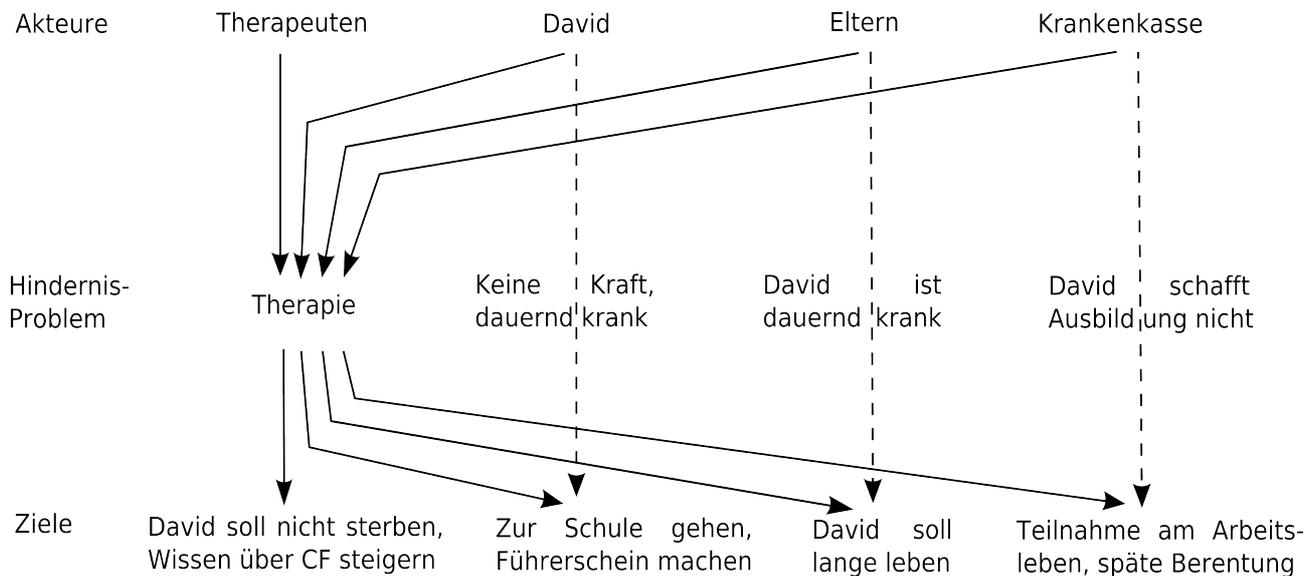 Akteure Therapeuten David Eltern Krankenkasse
Hindernis-
Problem
Therapie
Keine Kraft,
dauernd krank
David ist
dauernd krank
David schafft
Ausbildung nicht
Ziele
David soll nicht sterben,
Wissen über CF steigern
Zur Schule gehen,
Führerschein machen
David soll
lange leben
Teilnahme am Arbeits-
leben, späte Berentung